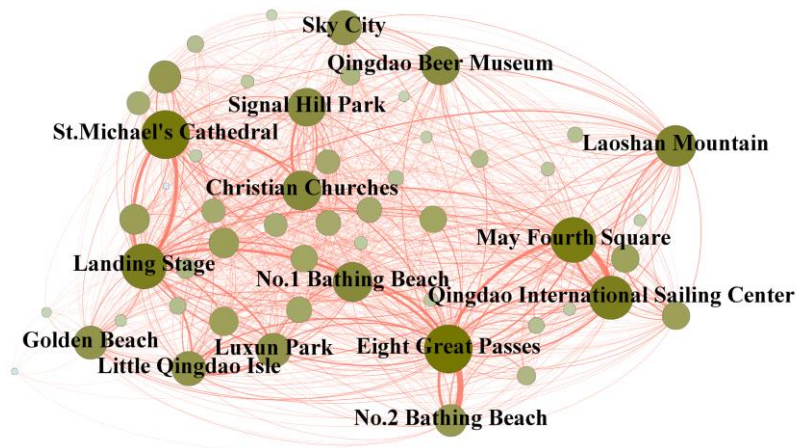 Sky City
Qingdao Beer Museum
Signal Hill Park
St.Michael's Cathedral
Laoshan Mountain
Christian Churches
May Fourth Square
Landing Stage
No.1 Bathing Beach
Qingdao International Sailing Center
Golden Beach
Luxun Park
Eight Great Passes
Little Qingdao Isle
No.2 Bathing Beach